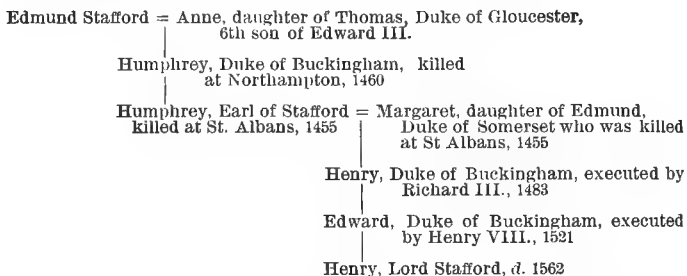 Edmund Stafford = Anne, daughter of Thomas, Duke of Gloucester,
6th son of Edward III.
Humphrey, Duke of Buckingham, killed
at Northampton, 1460
Humphrey, Earl of Stafford = Margaret, daughter of Edmund,
killed at St. Albans, 1455 Duke of Somerset who was killed
at St Albans, 1455
Henry, Duke of Buckingham, executed by
Richard III., 1483
Edward, Duke of Buckingham, executed
by Henry VIII., 1521
Henry, Lord Stafford, d. 1562